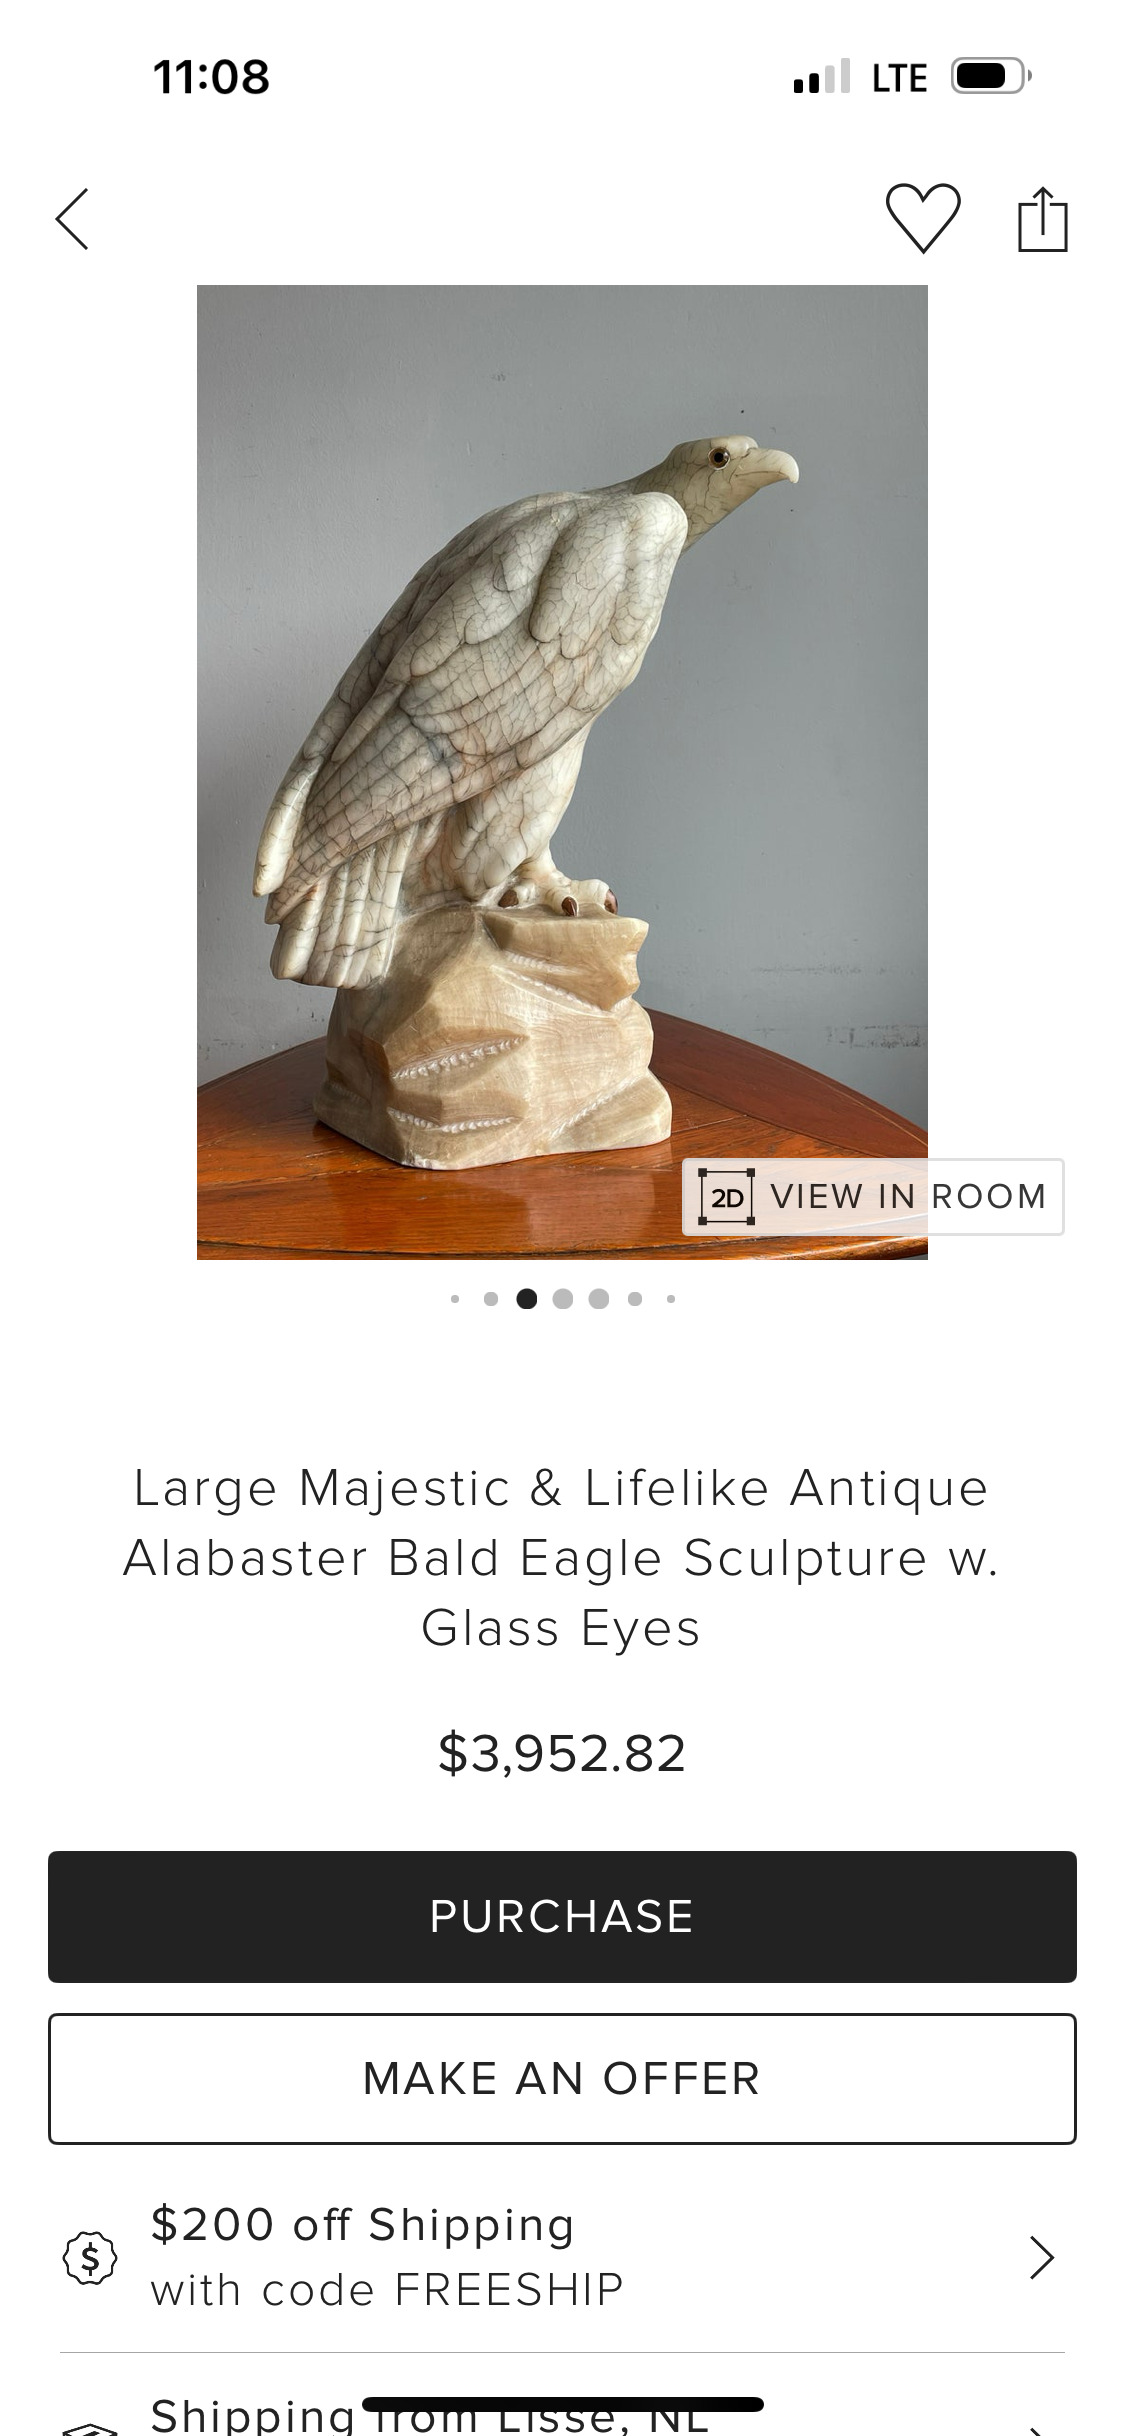 11:08
LTE
2D VIEW IN ROOM
Large Majestic & Lifelike Antique
Alabaster Bald Eagle Sculpture w.
Glass Eyes
$3,952.82
PURCHASE
MAKE AN OFFER
$200 off Shipping
with code FREESHIP
Shipping from Lisse, NL